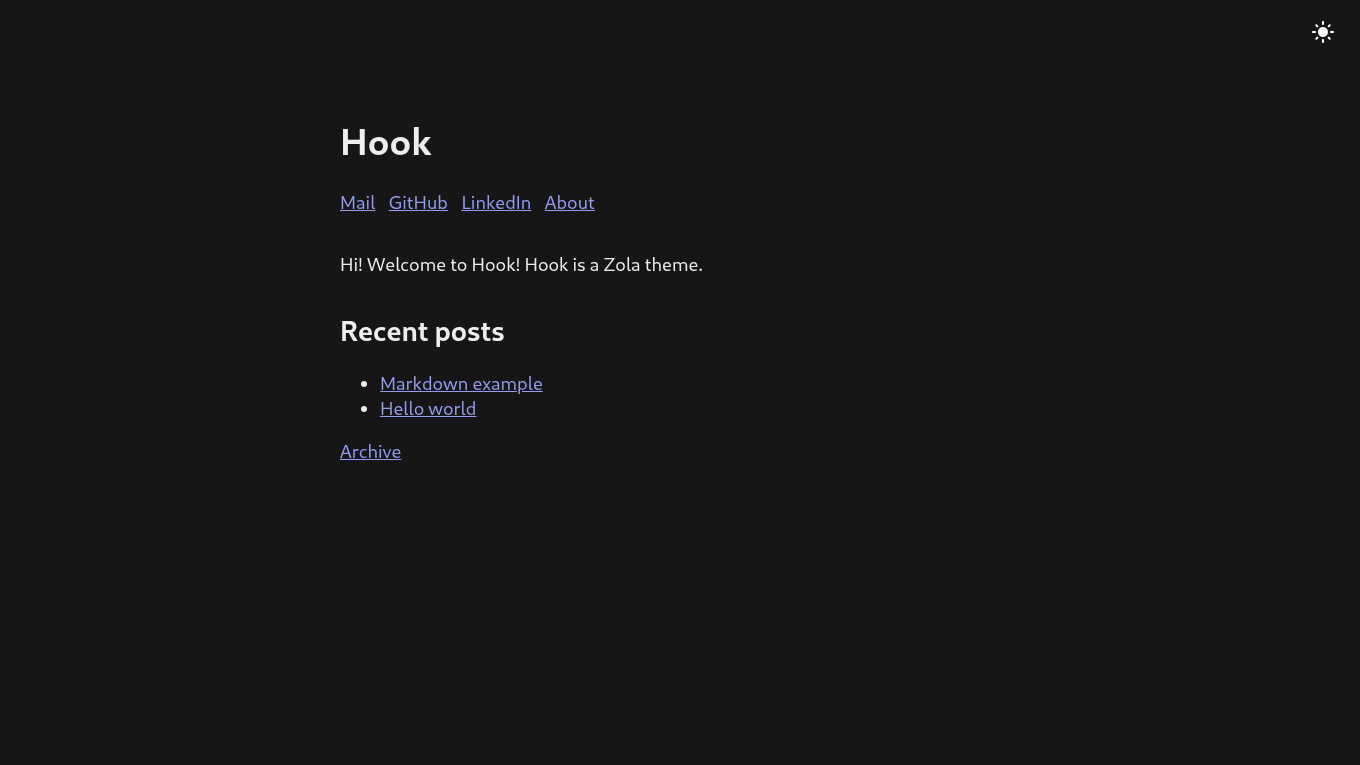 Hook
Mail GitHub LinkedIn About
Hi! Welcome to Hook! Hook is a Zola theme.
Recent posts
Markdown example
Hello world
Archive